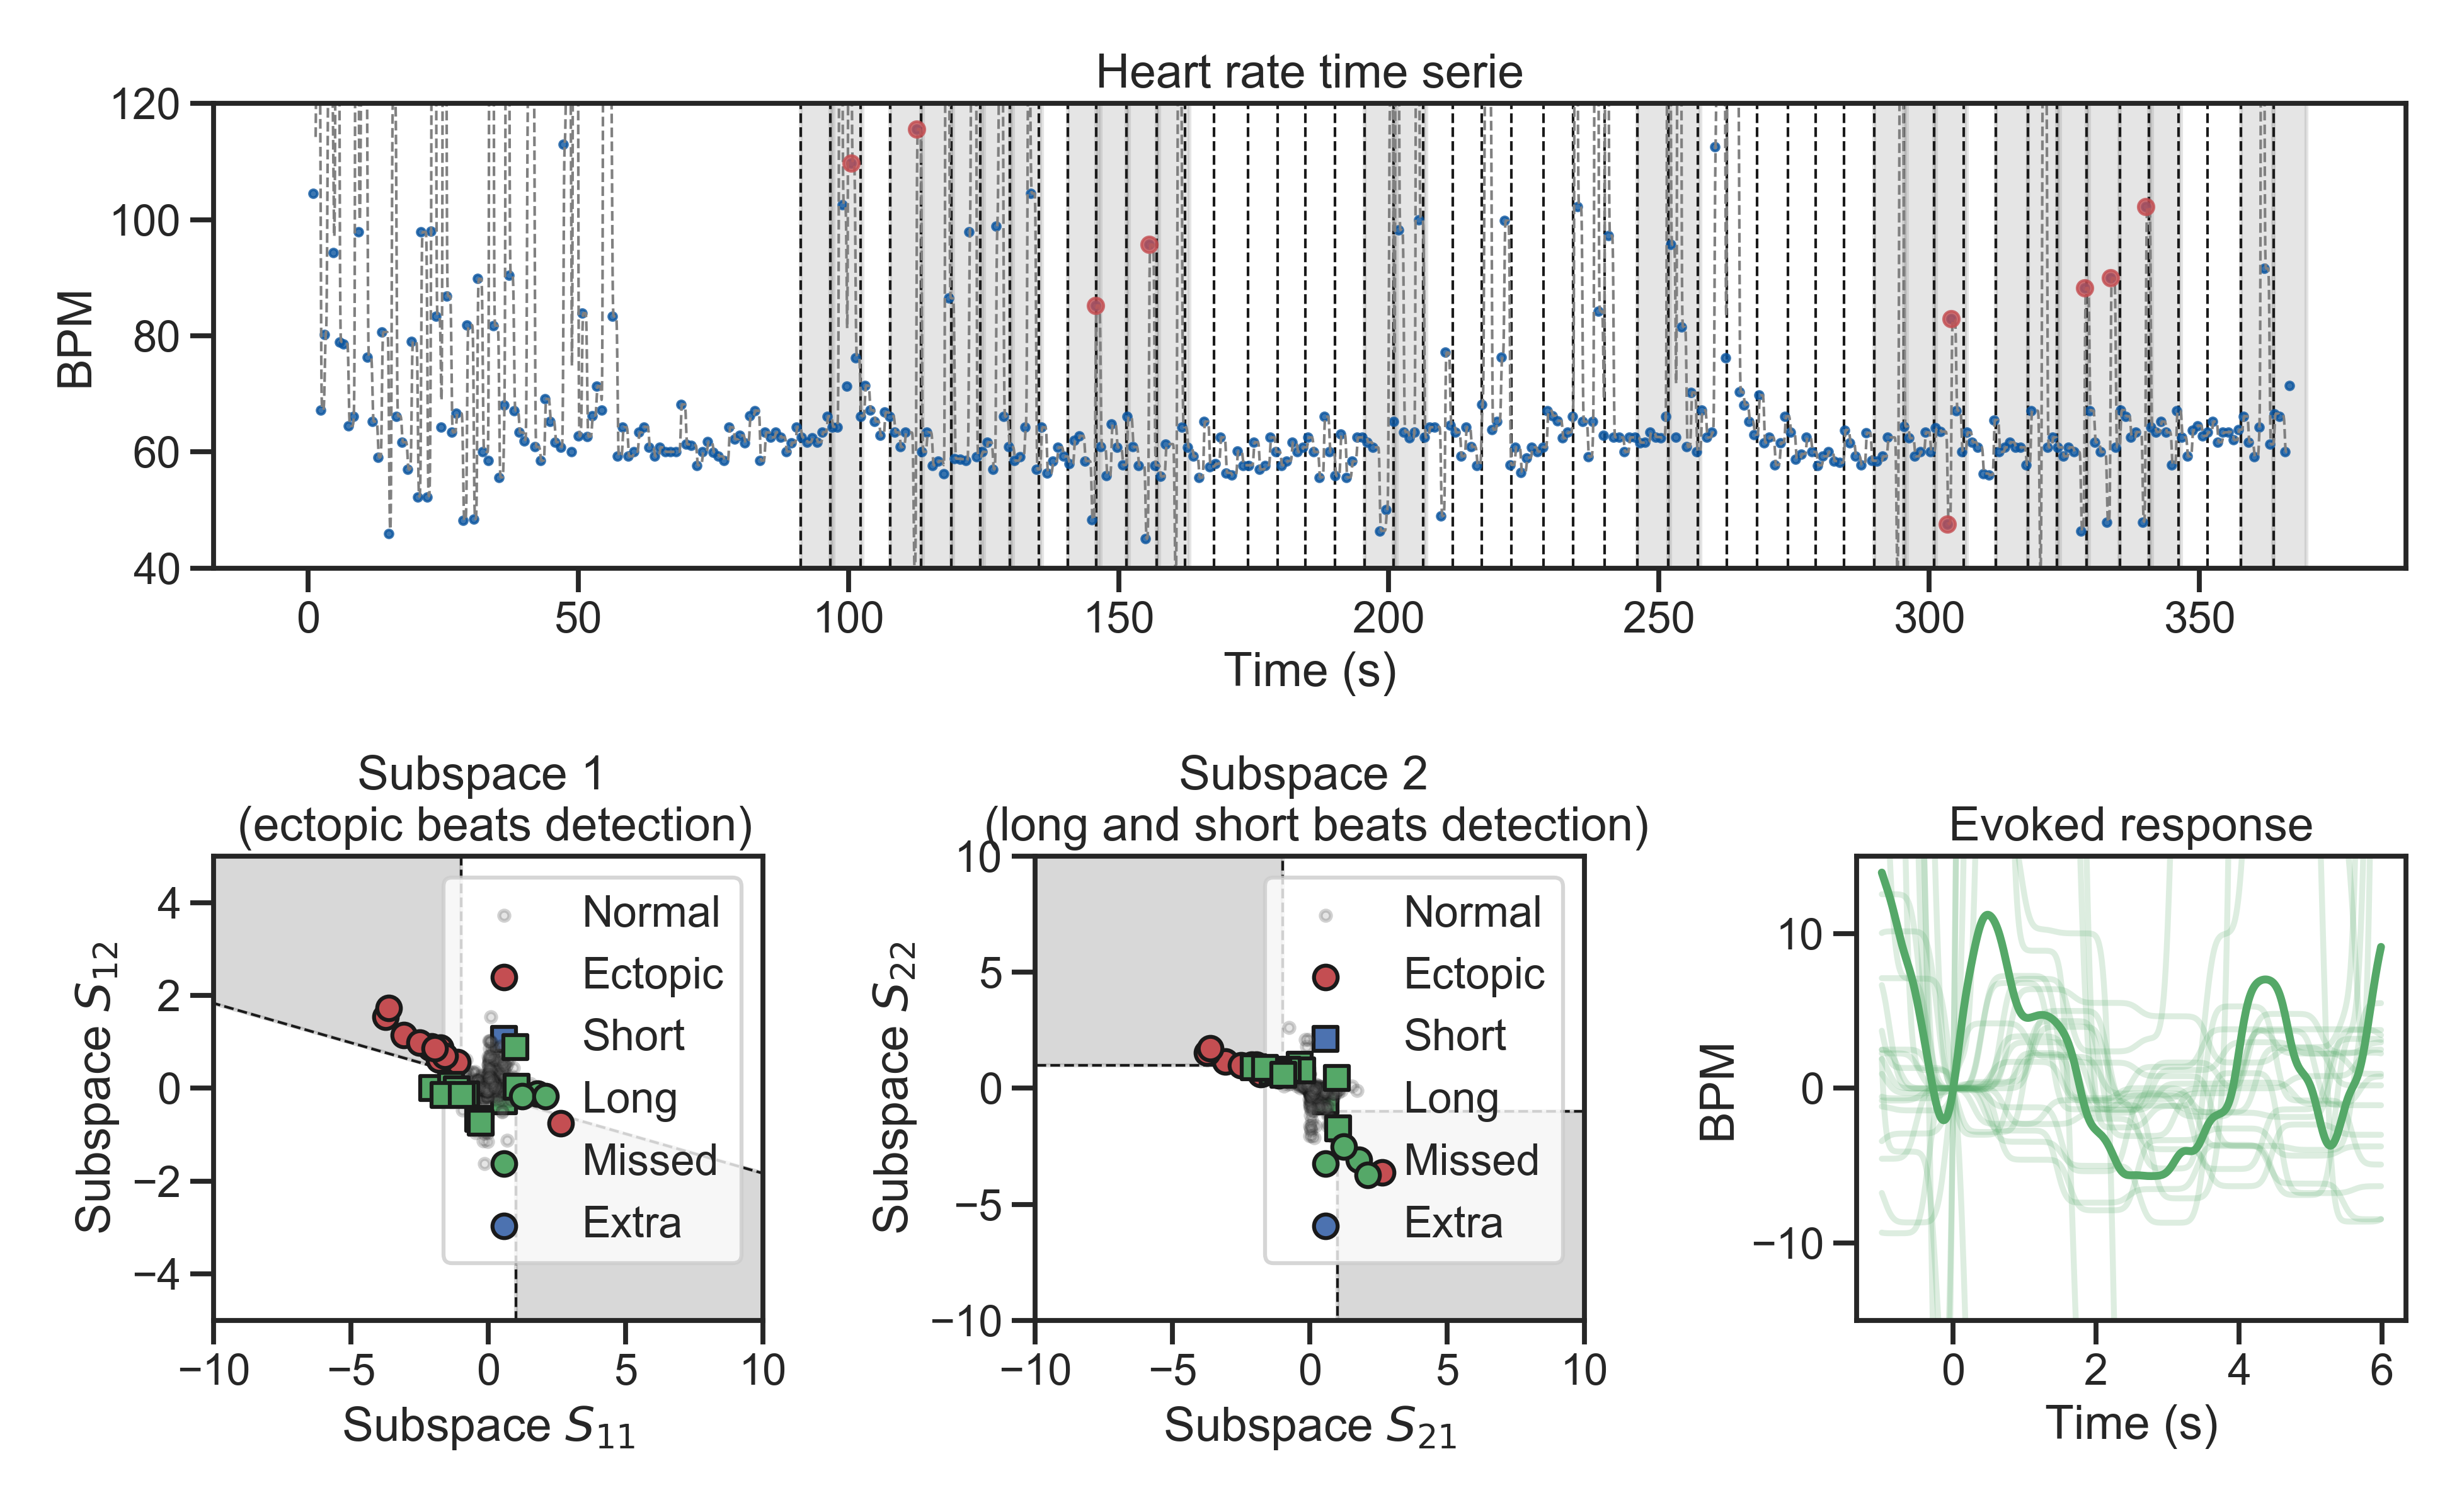 Heart rate time serie
120
100
80
60
40
BPM
0 50 100 150 200 250 300 350
Time (s)
Subspace 1
(ectopic beats detection)
4
2
0
−2
−4
Subspace S12
Normal
Ectopic
Short
Long
Missed
Extra
−10 −5 0 5 10
Subspace S11
Subspace 2
(long and short beats detection)
10
5
0
−5
−10
Subspace S22
Normal
Ectopic
Short
Long
Missed
Extra
−10 −5 0 5 10
Subspace S21
Evoked response
10
0
−10
BPM
0 2 4 6
Time (s)